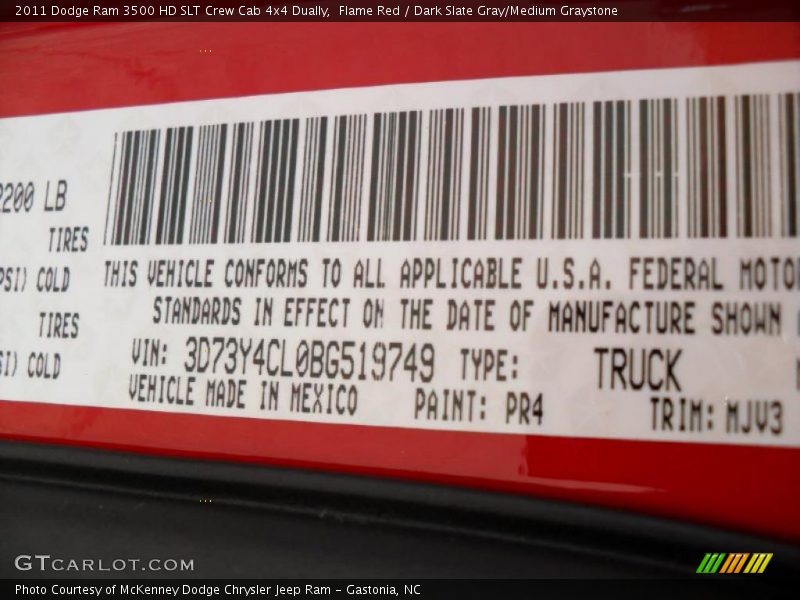 2011 Dodge Ram 3500 HD SLT Crew Cab 4x4 Dually, Flame Red / Dark Slate Gray/Medium Graystone
LB
TIRES
COLD
TIRES
COLD
THIS VEHICLE CONFORMS TO ALL APPLICABLE U.S.A. FEDERAL MOTO
STANDARDS IN EFFECT ON THE DATE OF MANUFACTURE SHOWN
VIN: 3D73Y4CL0BG519749 TYPE: TRUCK
VEHICLE MADE IN MEXICO PAINT: PR4 TRIM: MJV3
GTCARLOT.COM
Photo Courtesy of McKenney Dodge Chrysler Jeep Ram - Gastonia, NC